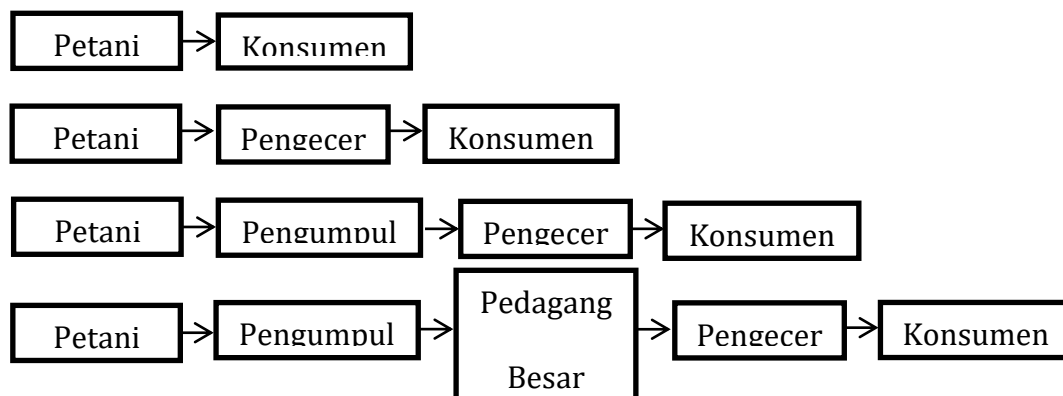 Petani Konsumen
Petani Pengecer Konsumen
Petani Pengumpul Pengecer Konsumen
Pedagang
Petani Pengumpul Pengecer Konsumen
Besar